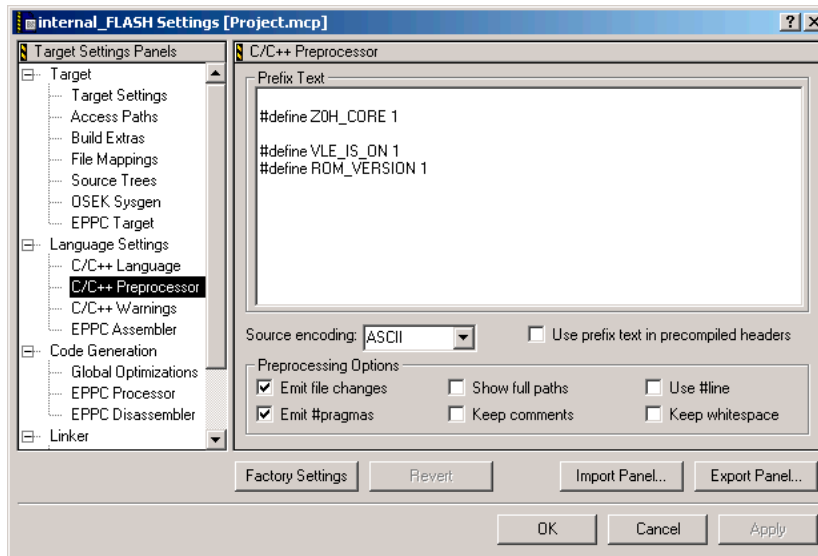 internal_FLASH Settings [Project.mcp]
Target Settings Panels
Target
Target Settings
Access Paths
Build Extras
File Mappings
Source Trees
OSEK Sysgen
EPPC Target
Language Settings
C/C++ Language
C/C++ Preprocessor
C/C++ Warnings
EPPC Assembler
Code Generation
Global Optimizations
EPPC Processor
EPPC Disassembler
Linker
C/C++ Preprocessor
Prefix Text
#define Z0H_CORE 1
#define VLE_IS_ON 1
#define ROM_VERSION 1
Source encoding: ASCII
Use prefix text in precompiled headers
Preprocessing Options
Emit file changes Show full paths Use #line
Emit #pragmas Keep comments Keep whitespace
Factory Settings Revert Import Panel... Export Panel...
OK Cancel Apply